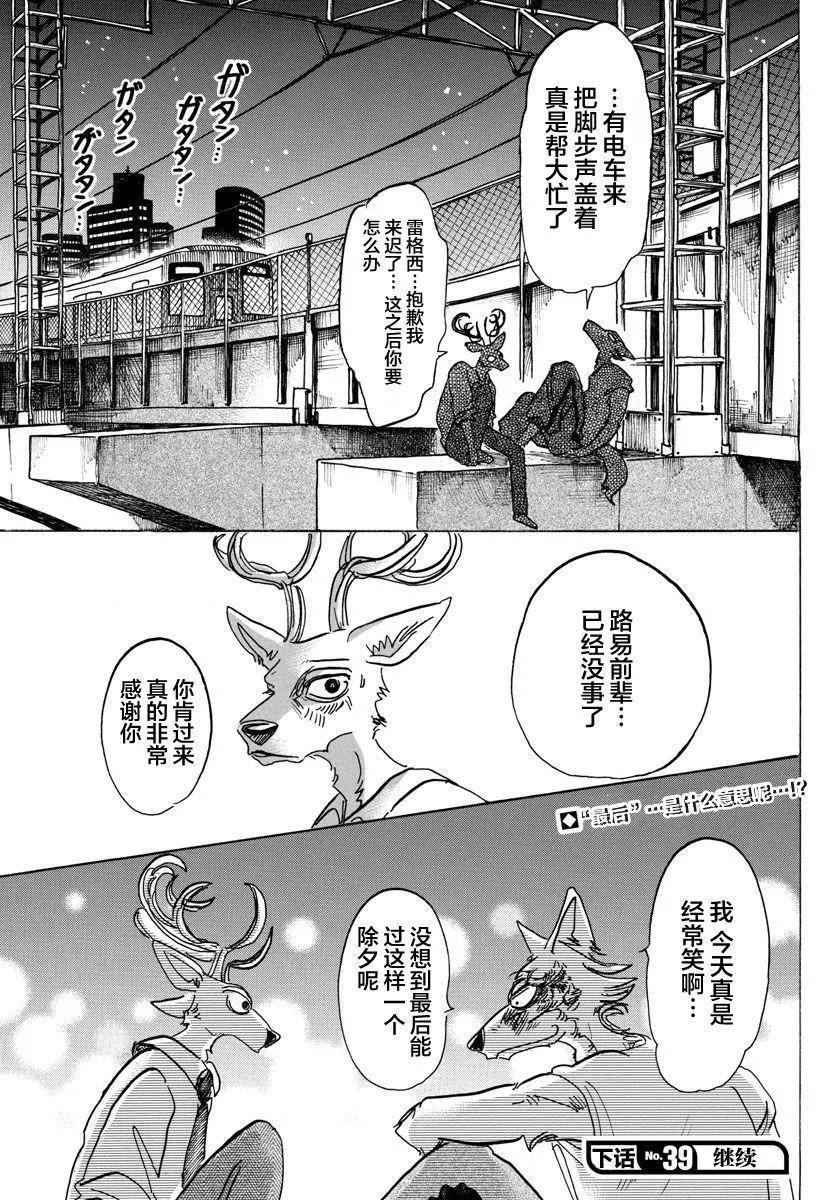 …有电车来
把脚步声盖着
真是帮大忙了
ガタン
ガタタン…
ガタン
ガタタン…
雷格西…抱歉我
来迟了…这之后你要
怎么办
路易前辈…
已经没事了
你肯过来
真的非常
感谢你
◆“最后”…是什么意思呢…!?
我 今天真是
经常笑啊…
没想到最后能
过这样一个
除夕呢
下话 No.39 继续